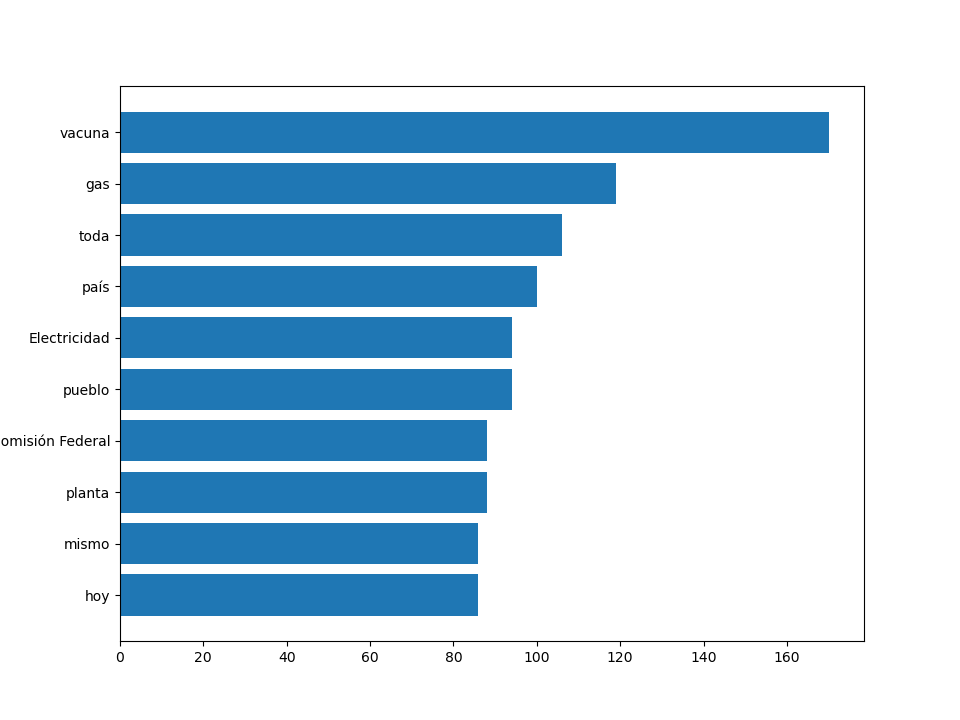 vacuna
gas
toda
país
Electricidad
pueblo
omisión Federal
planta
mismo
hoy
0 20 40 60 80 100 120 140 160